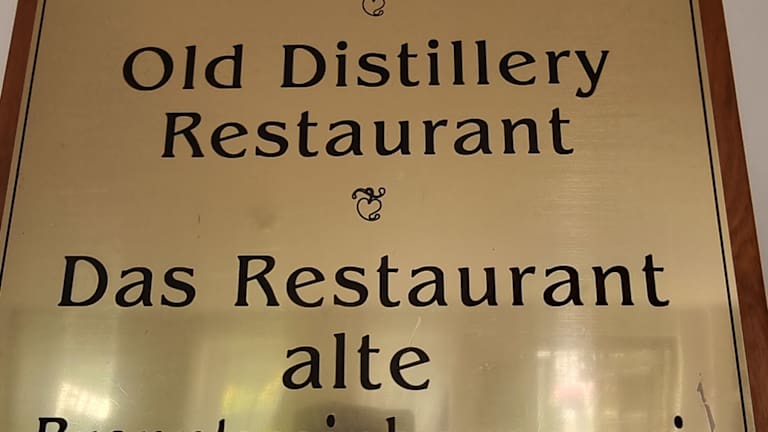 Old Distillery
Restaurant
Das Restaurant
alte